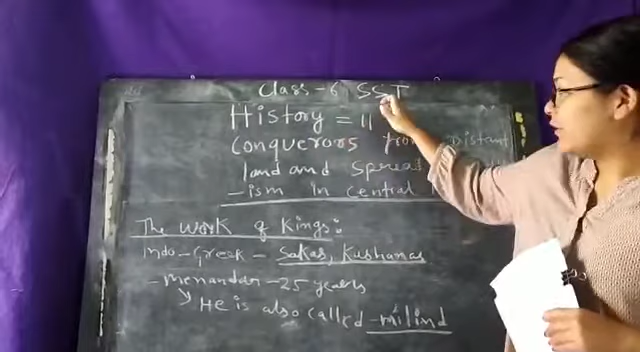 Class-6 SST
History = 11
Conquerors from Distant
land and Spread
-ism in central
The Work of Kings:
Indo-Greak - Sakas, Kushanas
- Menandar - 25 years
He is also called - milind